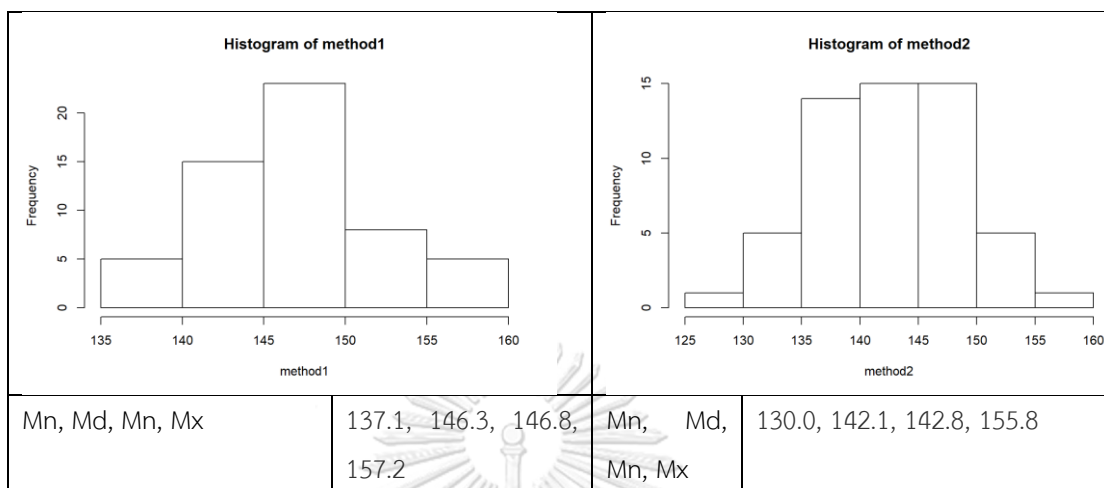 Histogram of method1
Frequency
20
15
10
5
0
135 140 145 150 155 160
method1
Histogram of method2
Frequency
15
10
5
0
125 130 135 140 145 150 155 160
method2
Mn, Md, Mn, Mx
137.1, 146.3, 146.8,
157.2
Mn, Md,
Mn, Mx
130.0, 142.1, 142.8, 155.8